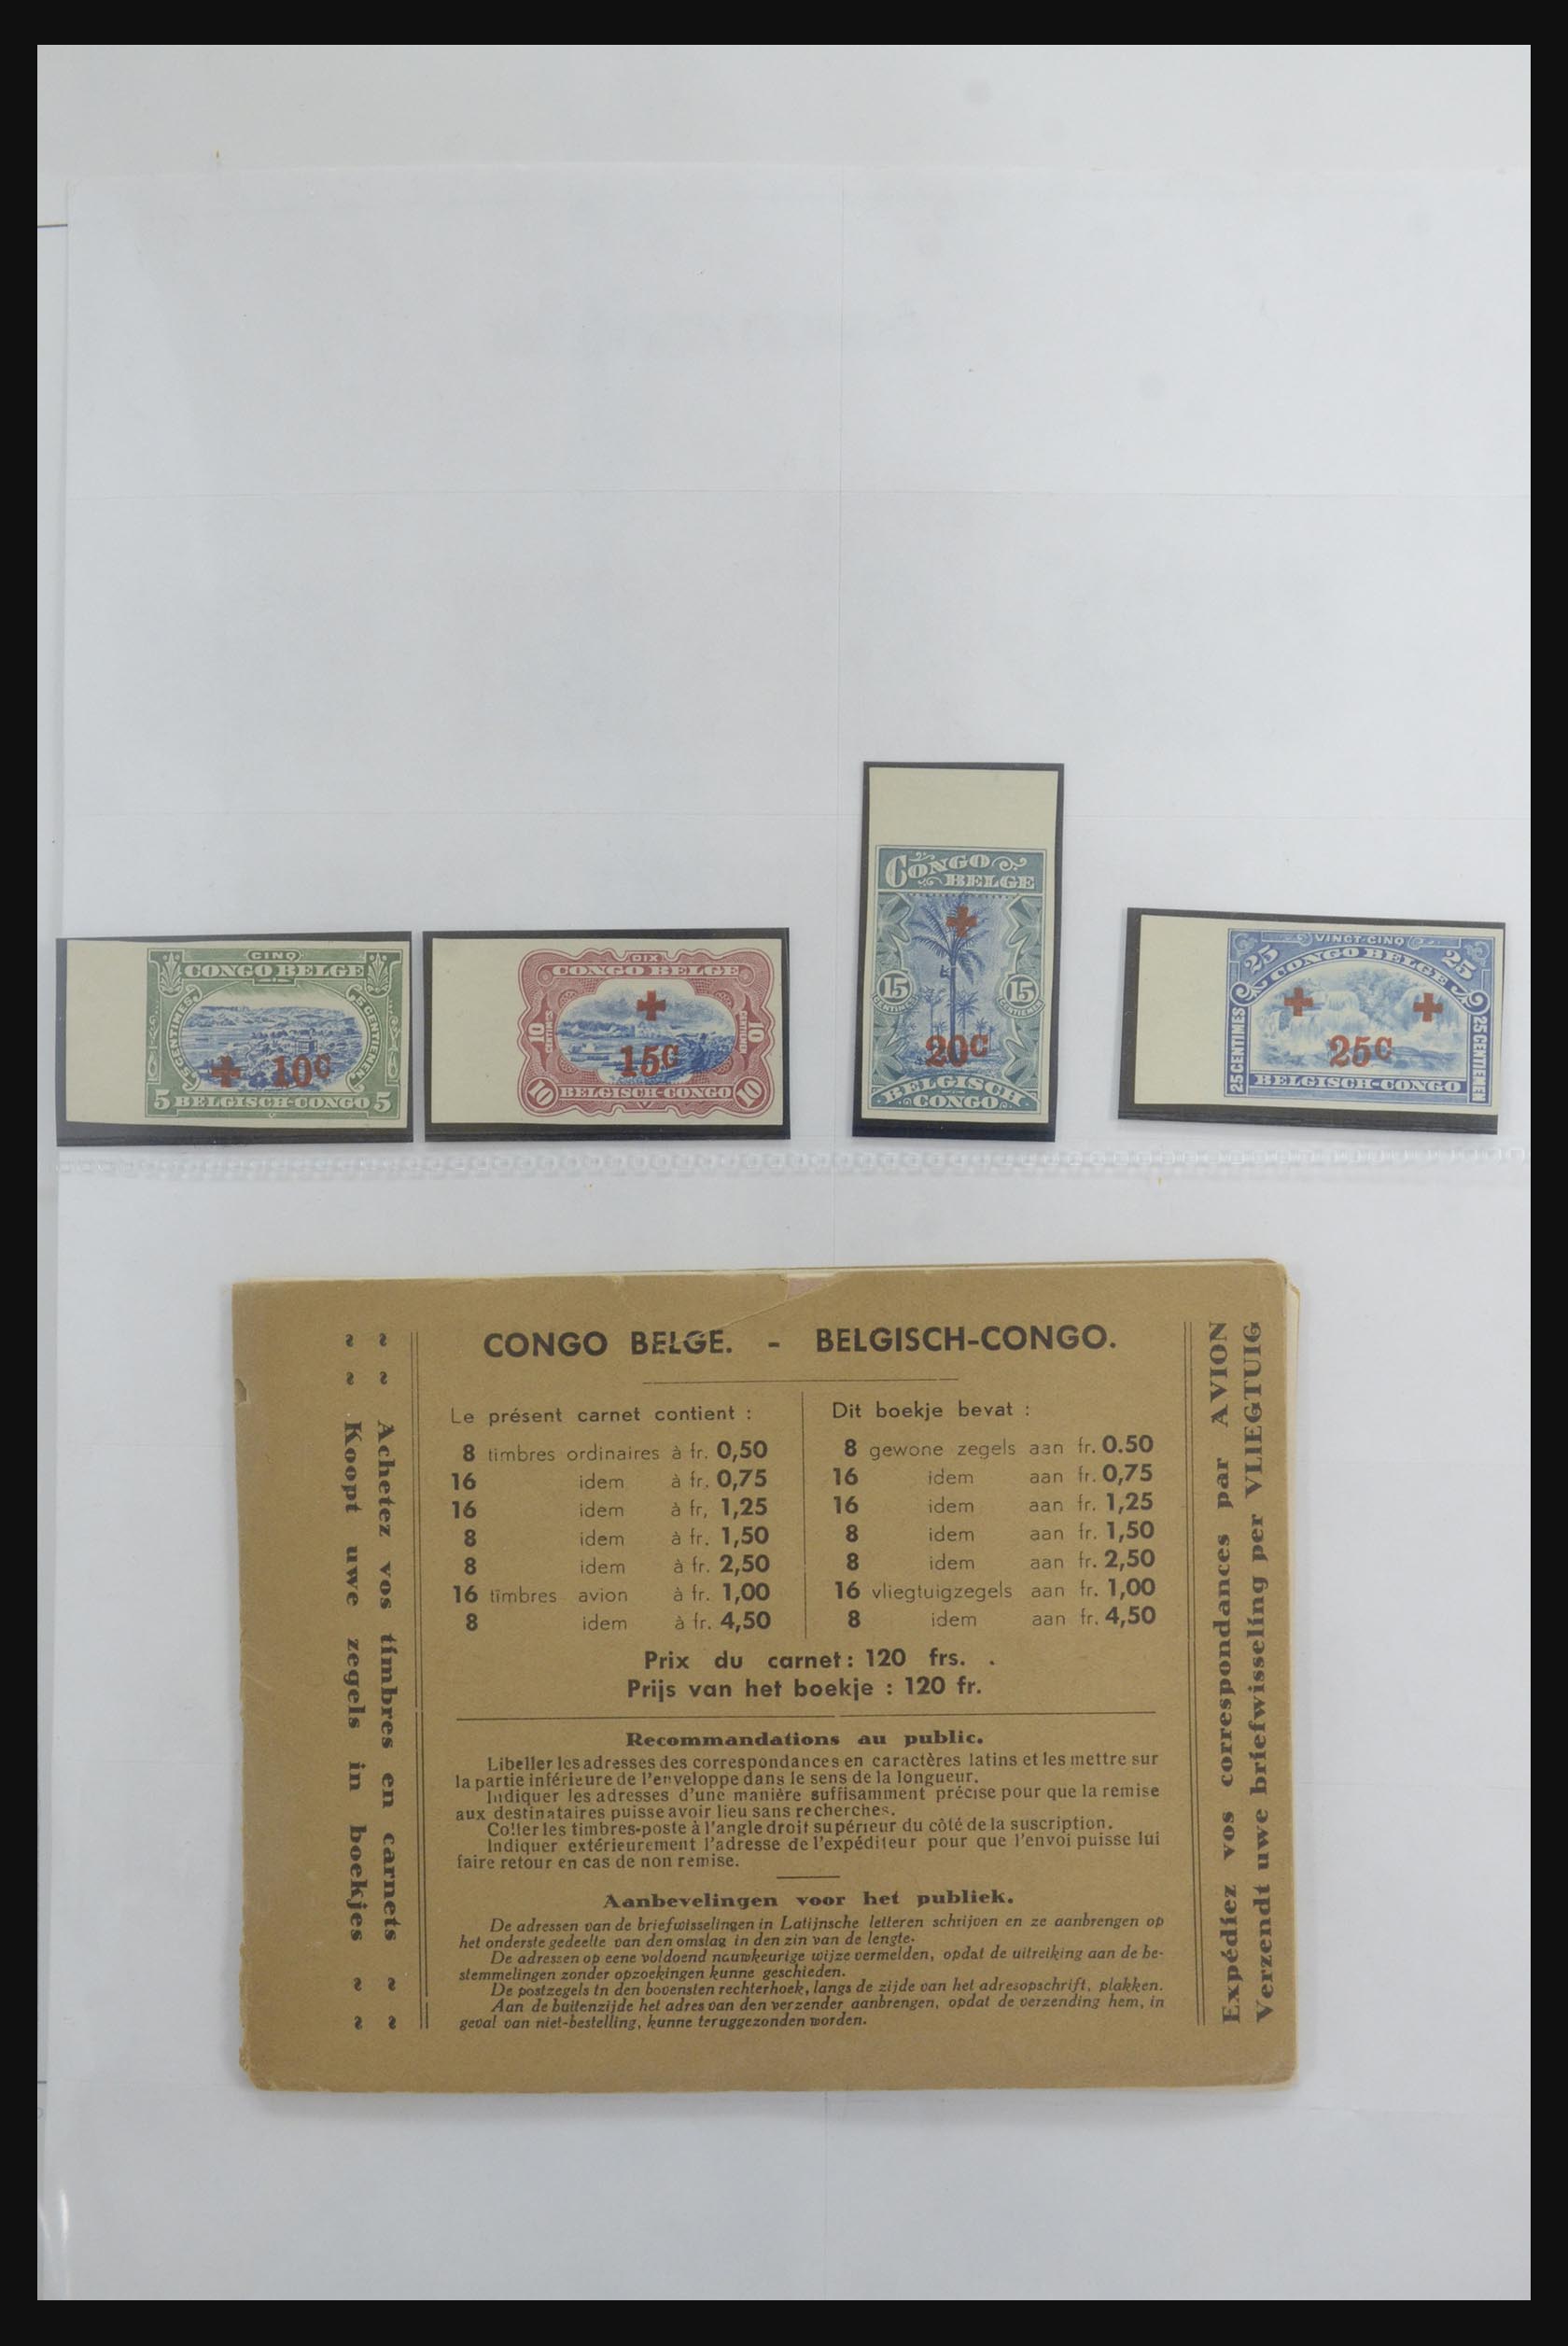 CINQ
CONGO BELGE
5 CENTIMES
5 CENTIEMEN
+ 10C
5 BELGISCH-CONGO 5
DIX
CONGO BELGE
10 CENTIMES
10 CENTIEMEN
15C
10 BELGISCH-CONGO 10
CONGO
BELGE
15 CENTIMES
15 CENTIEMEN
20C
BELGISCH
CONGO
VINGT-CINQ
25 CONGO BELGE 25
25 CENTIMES
25 CENTIEMEN
25C
BELGISCH-CONGO
Achetez vos timbres en carnets
Koopt uwe zegels in boekjes
CONGO BELGE. - BELGISCH-CONGO.
Le présent carnet contient :
8 timbres ordinaires à fr. 0,50
16 idem à fr. 0,75
16 idem à fr, 1,25
8 idem à fr. 1,50
8 idem à fr. 2,50
16 timbres avion à fr. 1,00
8 idem à fr. 4,50
Dit boekje bevat :
8 gewone zegels aan fr. 0.50
16 idem aan fr. 0,75
16 idem aan fr. 1,25
8 idem aan fr. 1,50
8 idem aan fr. 2,50
16 vliegtuigzegels aan fr. 1,00
8 idem aan fr. 4,50
Prix du carnet : 120 frs. .
Prijs van het boekje : 120 fr.
Recommandations au public.
Libeller les adresses des correspondances en caractères latins et les mettre sur
la partie inférieure de l'enveloppe dans le sens de la longueur.
Indiquer les adresses d'une manière suffisamment précise pour que la remise
aux destinataires puisse avoir lieu sans recherches.
Coller les timbres-poste à l'angle droit supérieur du côté de la suscription.
Indiquer extérieurement l'adresse de l'expéditeur pour que l'envoi puisse lui
faire retour en cas de non remise.
Aanbevelingen voor het publiek.
De adressen van de briefwisselingen in Latijnsche letteren schrijven en ze aanbrengen op
het onderste gedeelte van den omslag in den zin van de lengte.
De adressen op eene voldoend nauwkeurige wijze vermelden, opdat de uitreiking aan de be-
stemmelingen zonder opzoekingen kunne geschieden.
De postzegels in den bovensten rechterhoek, langs de zijde van het adresopschrift, plakken.
Aan de buitenzijde het adres van den verzender aanbrengen, opdat de verzending hem, in
geval van niet-bestelling, kunne teruggezonden worden.
Expédiez vos correspondances par AVION
Verzendt uwe briefwisseling per VLIEGTUIG